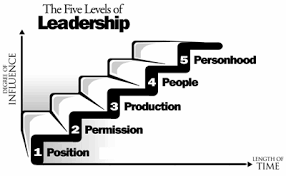 The Five Levels of
Leadership
DEGREE OF
INFLUENCE
5 Personhood
4 People
3 Production
2 Permission
1 Position
LENGTH OF
TIME